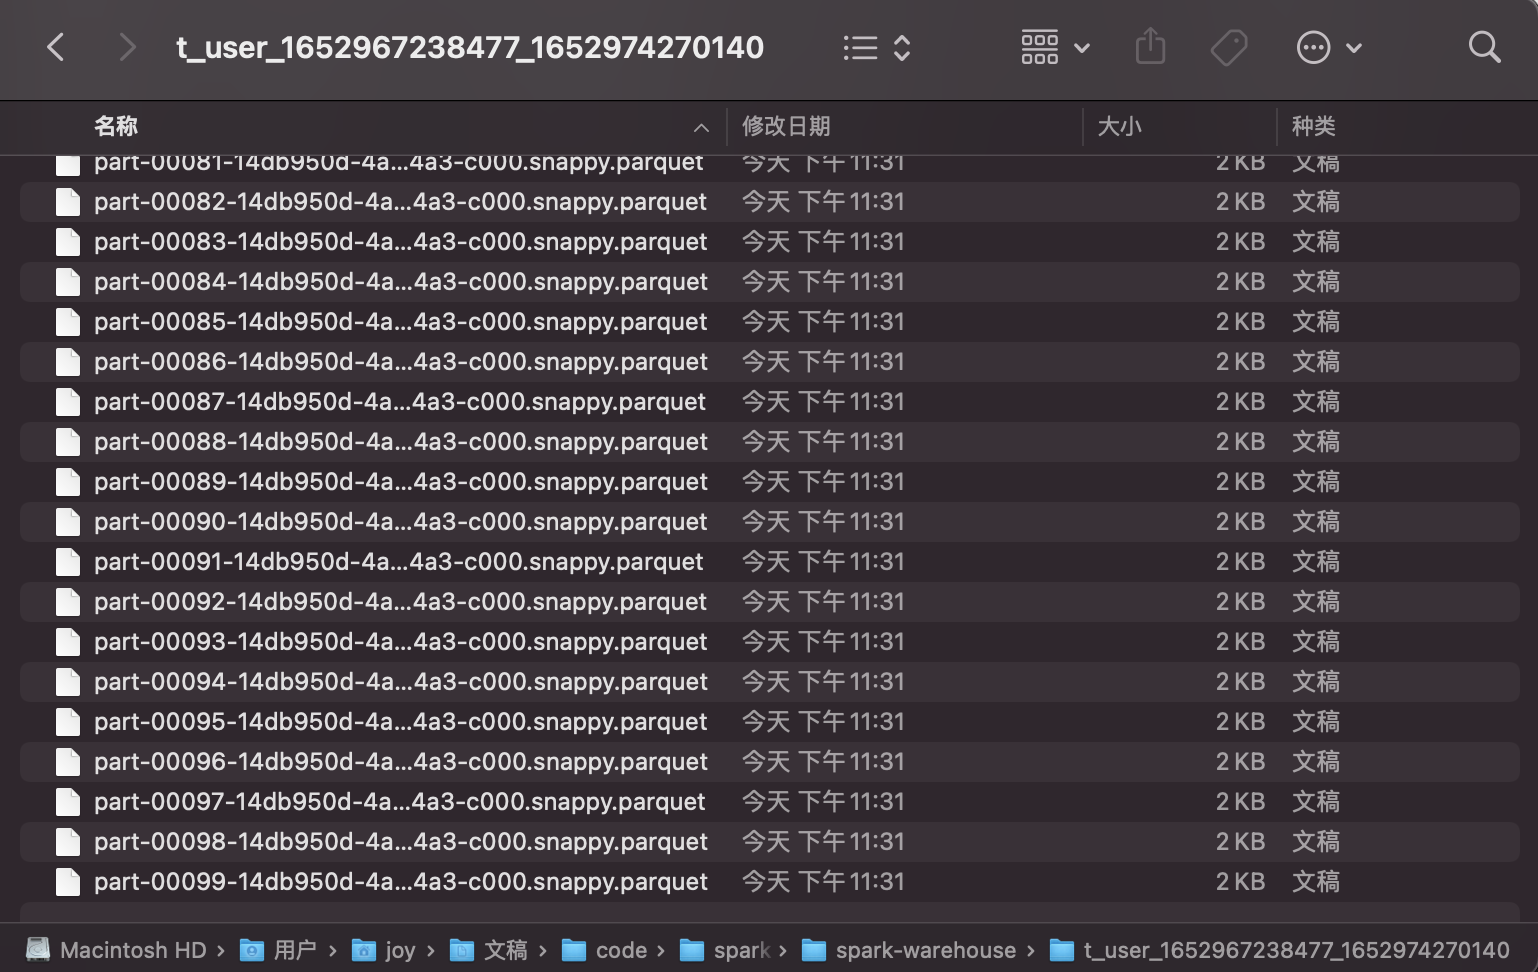 t_user_1652967238477_1652974270140
名称 修改日期 大小 种类
part-00081-14db950d-4a...4a3-c000.snappy.parquet 今天 下午11:31 2 KB 文稿
part-00082-14db950d-4a...4a3-c000.snappy.parquet 今天 下午11:31 2 KB 文稿
part-00083-14db950d-4a...4a3-c000.snappy.parquet 今天 下午11:31 2 KB 文稿
part-00084-14db950d-4a...4a3-c000.snappy.parquet 今天 下午11:31 2 KB 文稿
part-00085-14db950d-4a...4a3-c000.snappy.parquet 今天 下午11:31 2 KB 文稿
part-00086-14db950d-4a...4a3-c000.snappy.parquet 今天 下午11:31 2 KB 文稿
part-00087-14db950d-4a...4a3-c000.snappy.parquet 今天 下午11:31 2 KB 文稿
part-00088-14db950d-4a...4a3-c000.snappy.parquet 今天 下午11:31 2 KB 文稿
part-00089-14db950d-4a...4a3-c000.snappy.parquet 今天 下午11:31 2 KB 文稿
part-00090-14db950d-4a...4a3-c000.snappy.parquet 今天 下午11:31 2 KB 文稿
part-00091-14db950d-4a...4a3-c000.snappy.parquet 今天 下午11:31 2 KB 文稿
part-00092-14db950d-4a...4a3-c000.snappy.parquet 今天 下午11:31 2 KB 文稿
part-00093-14db950d-4a...4a3-c000.snappy.parquet 今天 下午11:31 2 KB 文稿
part-00094-14db950d-4a...4a3-c000.snappy.parquet 今天 下午11:31 2 KB 文稿
part-00095-14db950d-4a...4a3-c000.snappy.parquet 今天 下午11:31 2 KB 文稿
part-00096-14db950d-4a...4a3-c000.snappy.parquet 今天 下午11:31 2 KB 文稿
part-00097-14db950d-4a...4a3-c000.snappy.parquet 今天 下午11:31 2 KB 文稿
part-00098-14db950d-4a...4a3-c000.snappy.parquet 今天 下午11:31 2 KB 文稿
part-00099-14db950d-4a...4a3-c000.snappy.parquet 今天 下午11:31 2 KB 文稿
Macintosh HD › 用户 › joy › 文稿 › code › spark › spark-warehouse › t_user_1652967238477_1652974270140